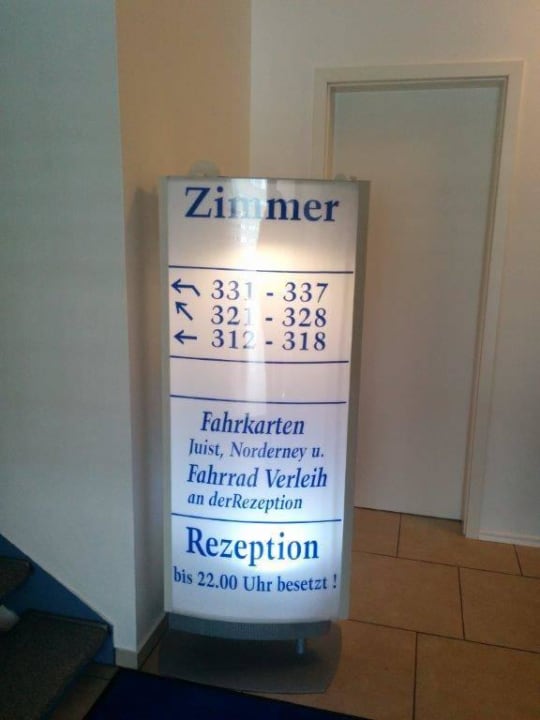 Zimmer
331 - 337
321 - 328
312 - 318
Fahrkarten
Juist, Norderney u.
Fahrrad Verleih
an derRezeption
Rezeption
bis 22.00 Uhr besetzt !